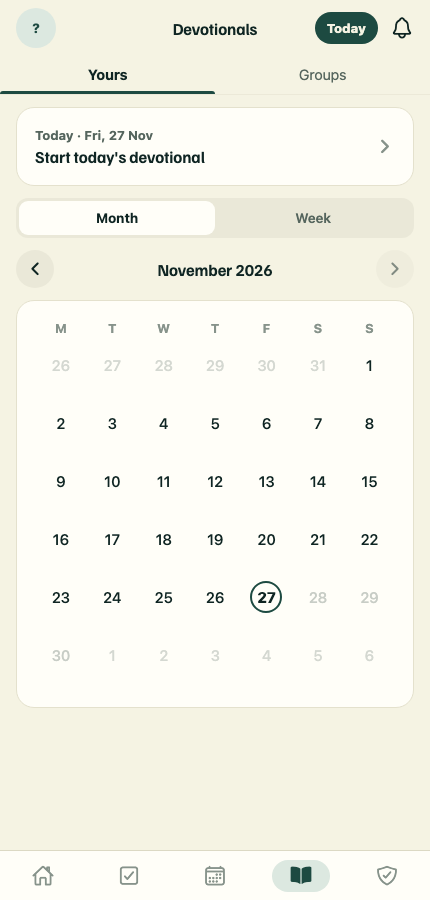 ?
Devotionals
Today
Yours
Groups
Today · Fri, 27 Nov
Start today's devotional
Month
Week
November 2026
M T W T F S S
26 27 28 29 30 31 1
2 3 4 5 6 7 8
9 10 11 12 13 14 15
16 17 18 19 20 21 22
23 24 25 26 27 28 29
30 1 2 3 4 5 6